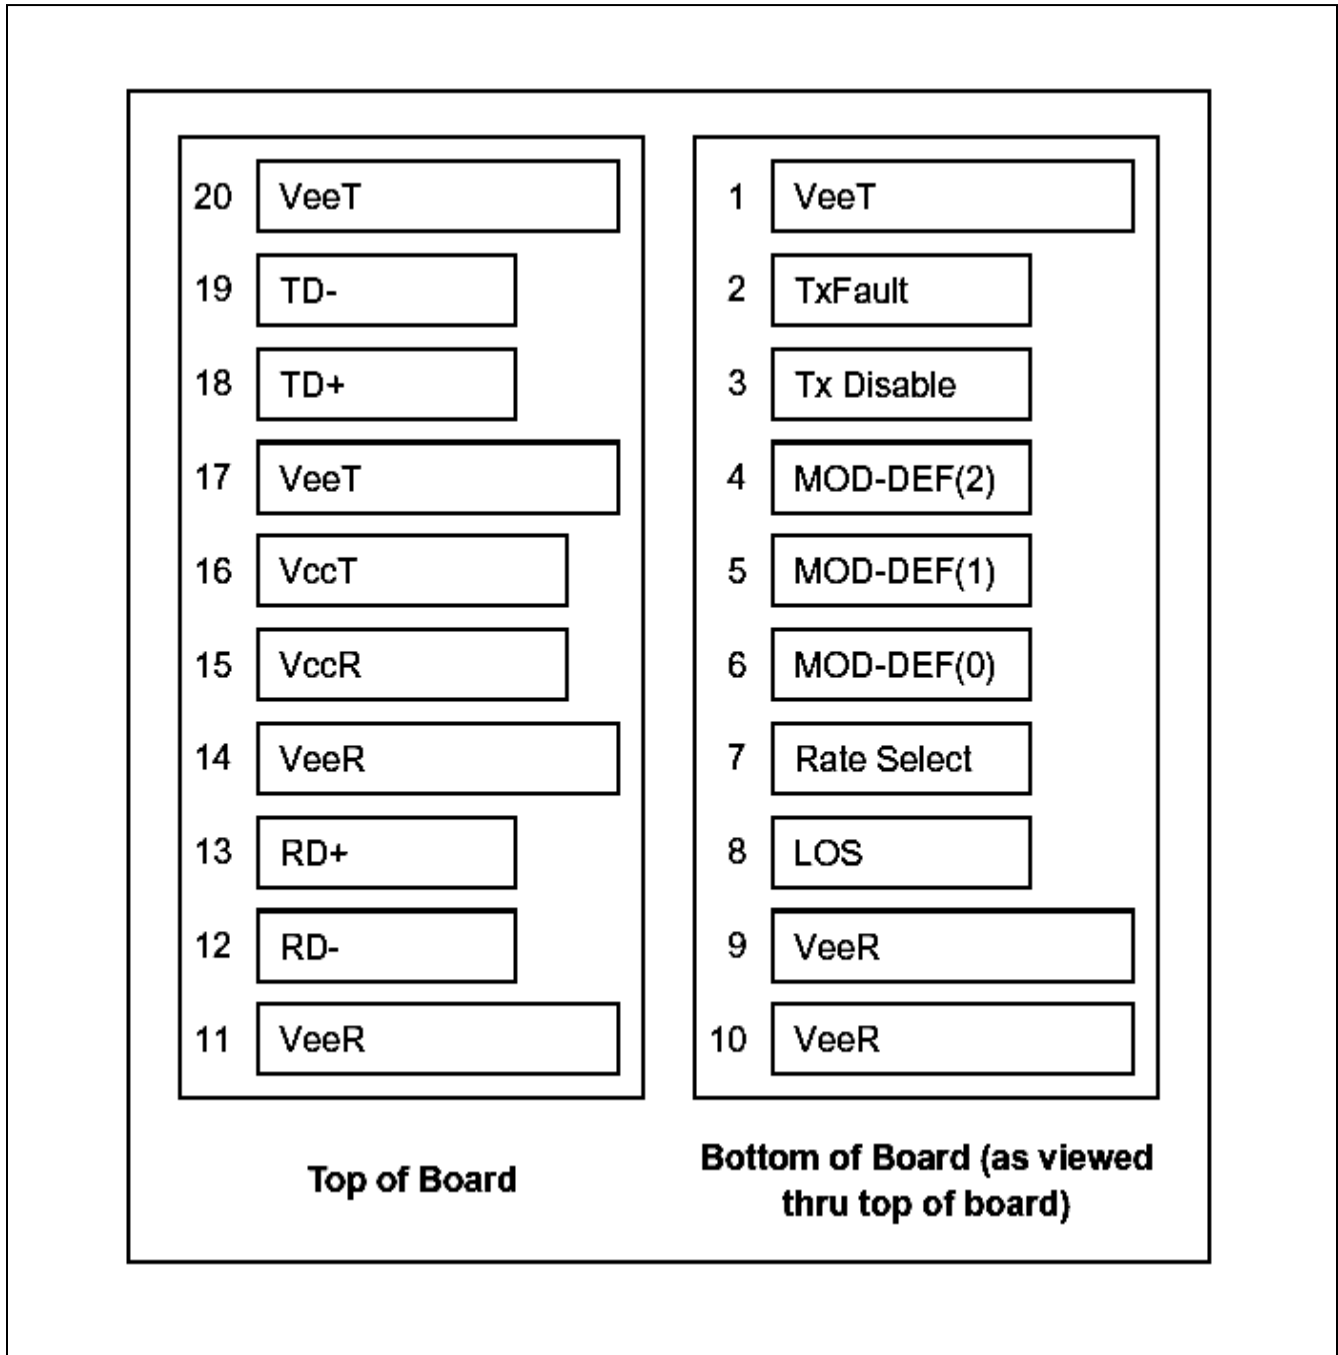 20 VeeT
19 TD-
18 TD+
17 VeeT
16 VccT
15 VccR
14 VeeR
13 RD+
12 RD-
11 VeeR
Top of Board
1 VeeT
2 TxFault
3 Tx Disable
4 MOD-DEF(2)
5 MOD-DEF(1)
6 MOD-DEF(0)
7 Rate Select
8 LOS
9 VeeR
10 VeeR
Bottom of Board (as viewed
thru top of board)